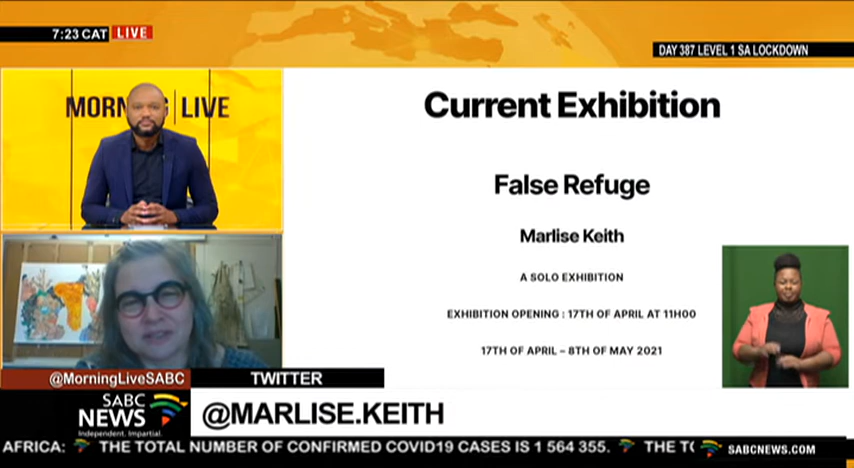 7:23 CAT LIVE
DAY 387 LEVEL 1 SA LOCKDOWN
LIVE
Current Exhibition
False Refuge
Marlise Keith
A SOLO EXHIBITION
EXHIBITION OPENING : 17TH OF APRIL AT 11H00
17TH OF APRIL – 8TH OF MAY 2021
@MorningLiveSABC TWITTER
SABC
NEWS
Independent. Impartial.
@MARLISE.KEITH
AFRICA: THE TOTAL NUMBER OF CONFIRMED COVID19 CASES IS 1 564 355. THE
SABCNEWS.COM